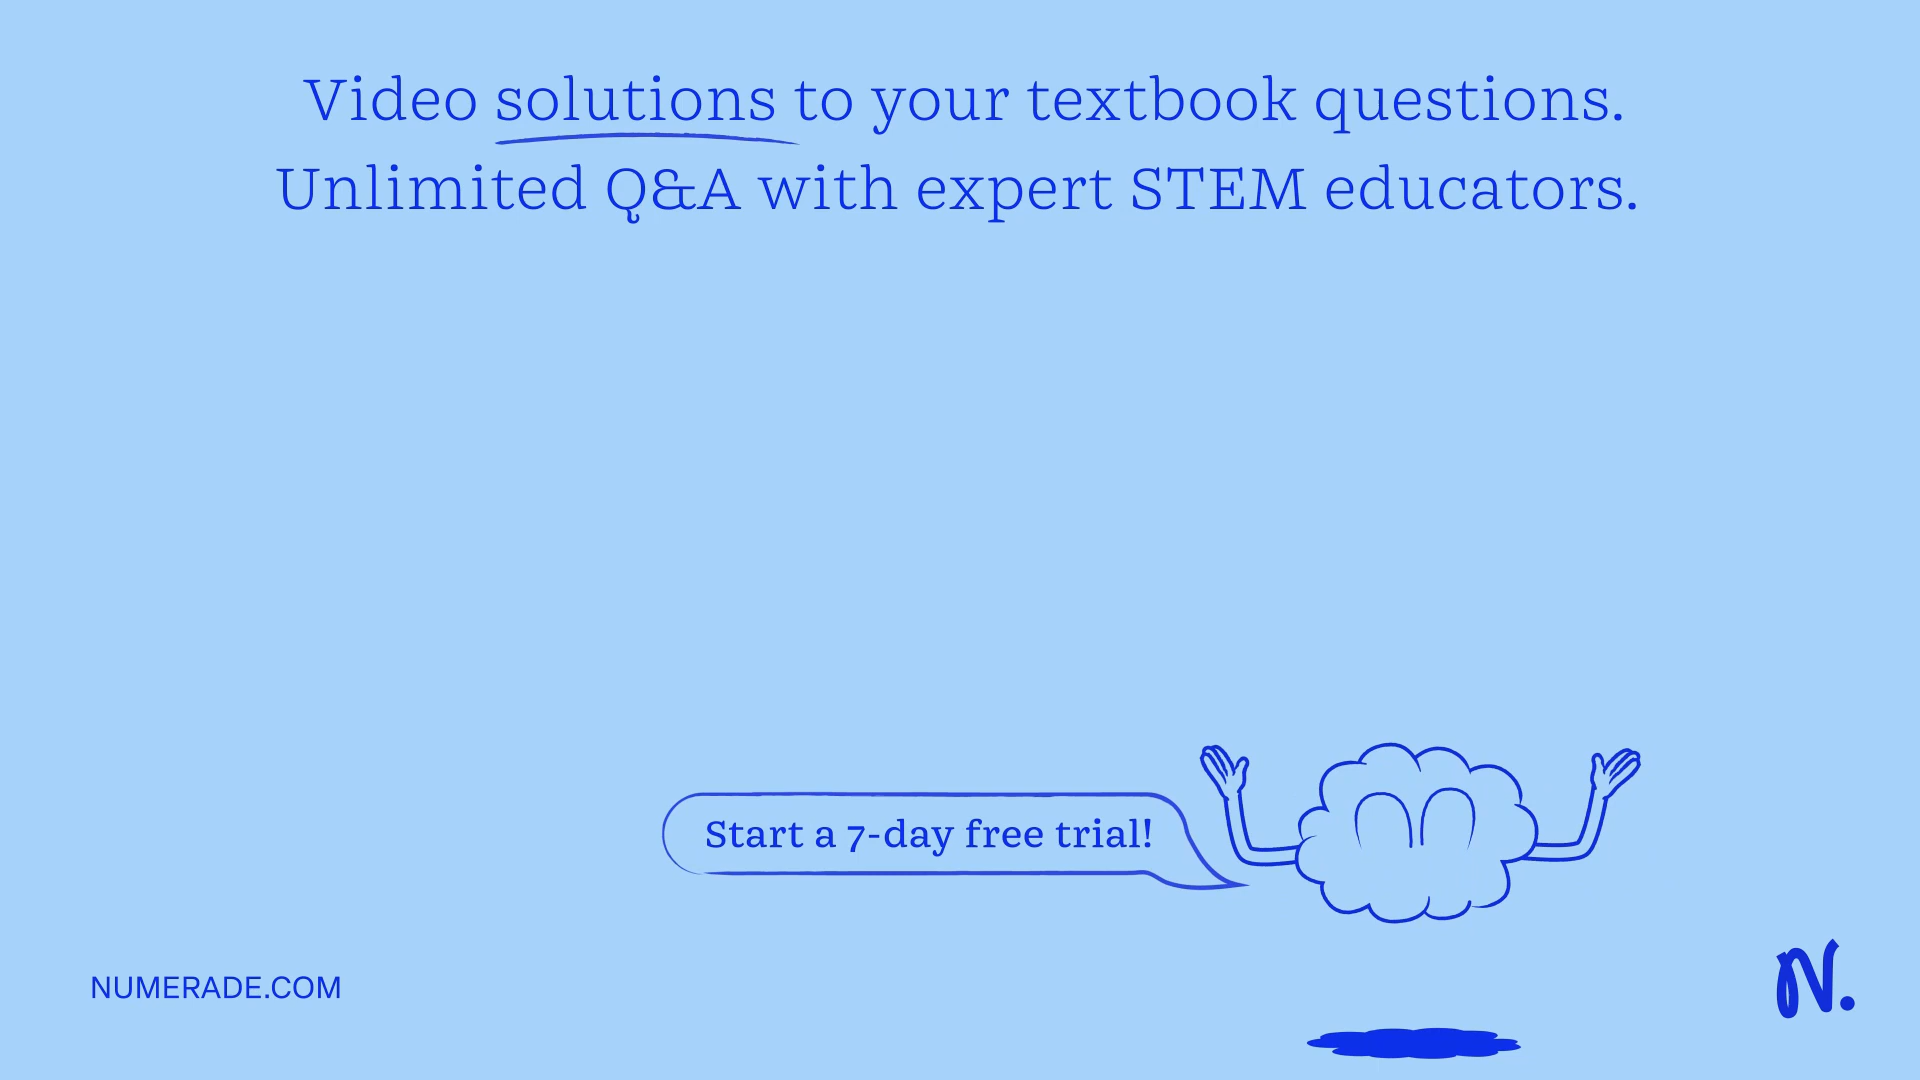 Video solutions to your textbook questions.
Unlimited Q&A with expert STEM educators.
Start a 7-day free trial!
NUMERADE.COM
N.